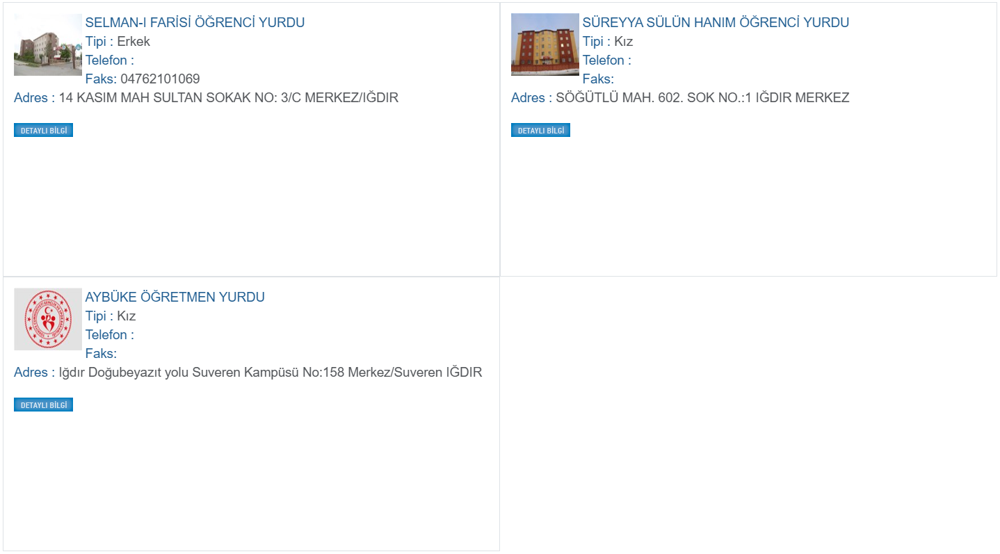 SELMAN-I FARİSİ ÖĞRENCİ YURDU
Tipi : Erkek
Telefon :
Faks: 04762101069
Adres : 14 KASIM MAH SULTAN SOKAK NO: 3/C MERKEZ/IĞDIR
DETAYLI BİLGİ
SÜREYYA SÜLÜN HANIM ÖĞRENCİ YURDU
Tipi : Kız
Telefon :
Faks:
Adres : SÖĞÜTLÜ MAH. 602. SOK NO.:1 IĞDIR MERKEZ
DETAYLI BİLGİ
AYBÜKE ÖĞRETMEN YURDU
Tipi : Kız
Telefon :
Faks:
Adres : Iğdır Doğubeyazıt yolu Suveren Kampüsü No:158 Merkez/Suveren IĞDIR
DETAYLI BİLGİ